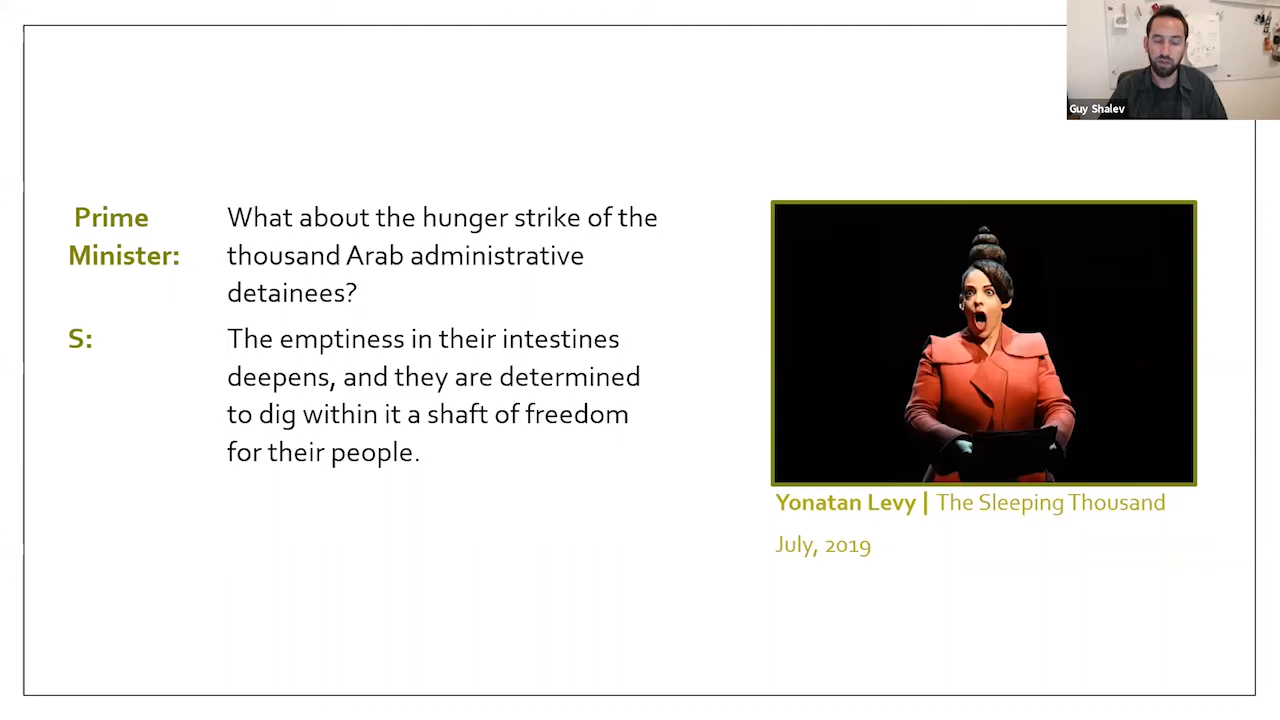 Guy Shalev
Prime
Minister:
What about the hunger strike of the
thousand Arab administrative
detainees?
S:
The emptiness in their intestines
deepens, and they are determined
to dig within it a shaft of freedom
for their people.
Yonatan Levy | The Sleeping Thousand
July, 2019